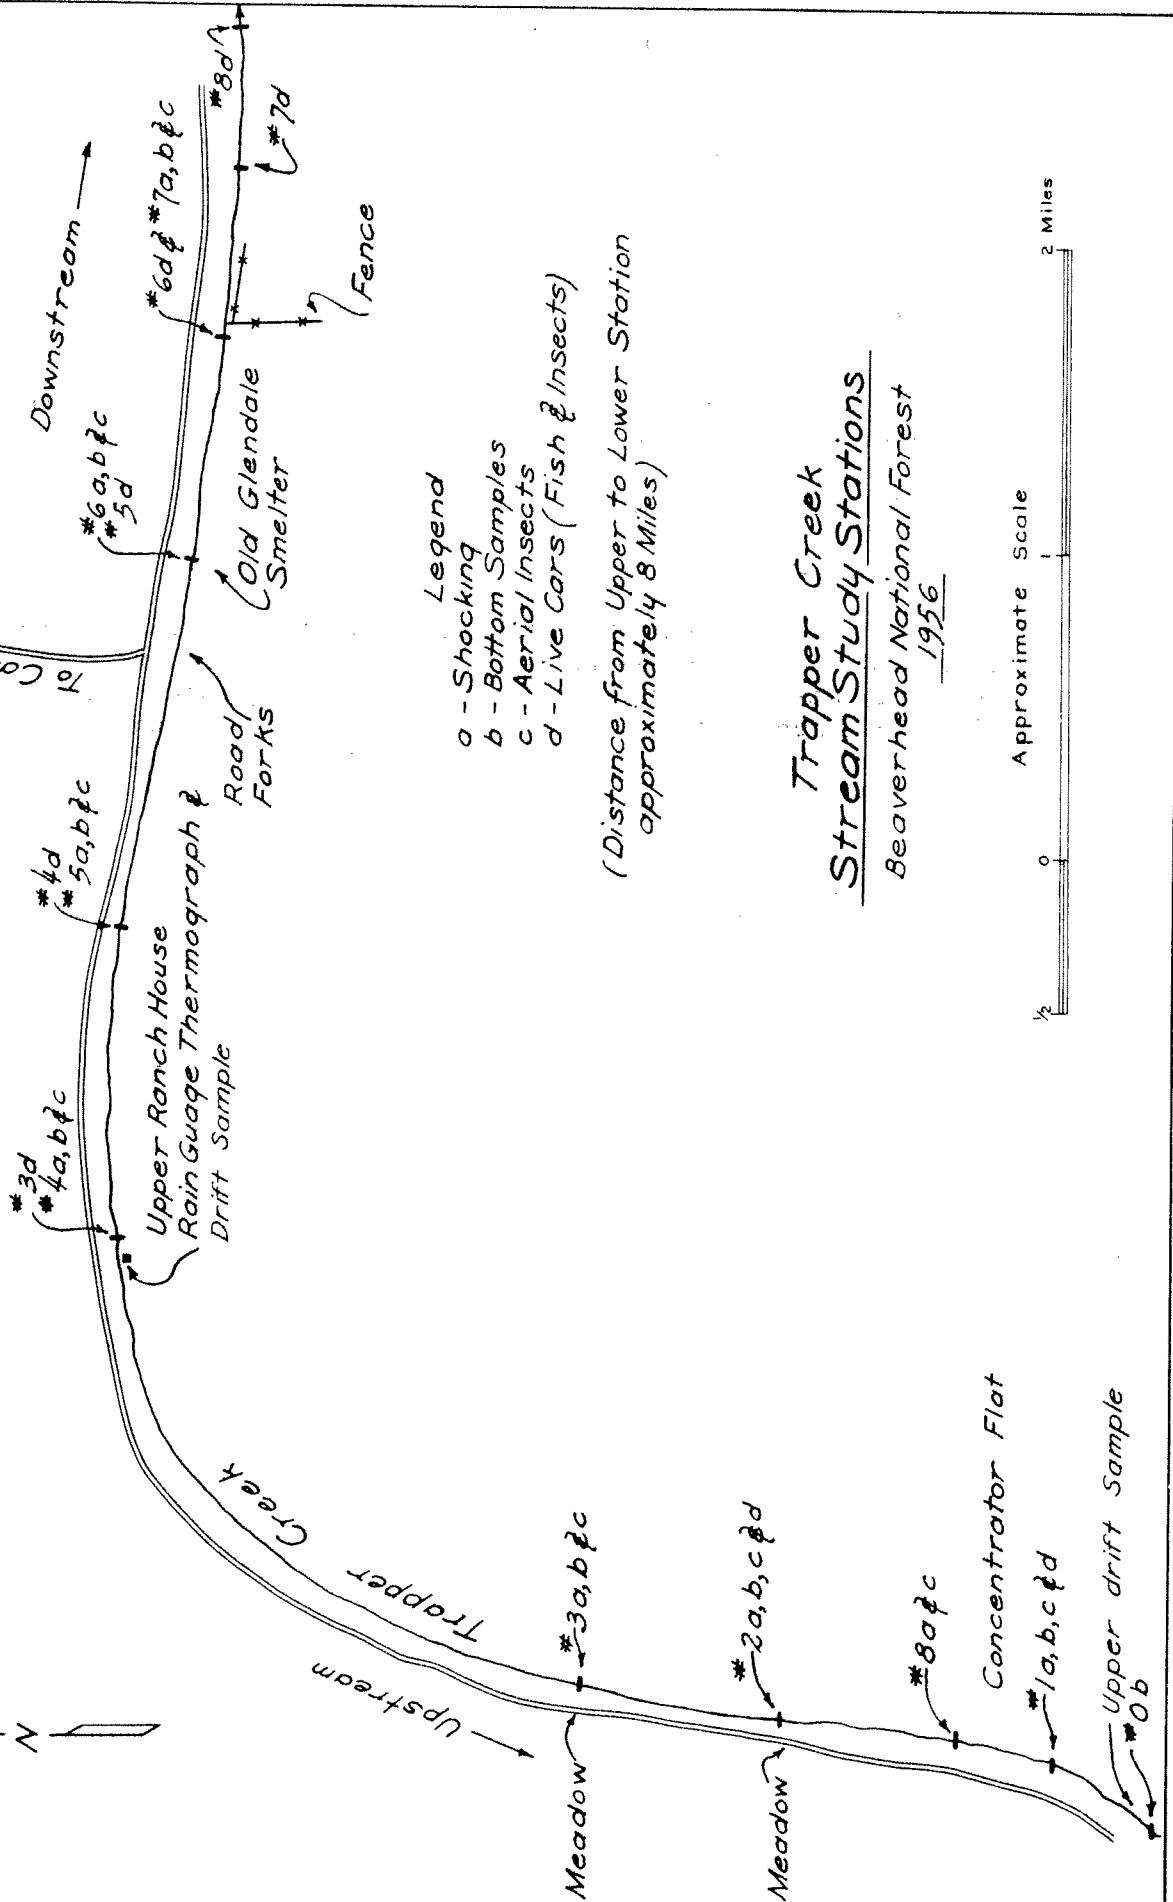 N
Upstream
Downstream
Trapper Creek
#3d
#4a, b & c
#4d
#5a, b & c
#6a, b & c
#5d
#6d & #7a, b & c
#8d
#7d
Upper Ranch House
Rain Guage Thermograph &
Drift Sample
Road
Forks
Old Glendale
Smelter
Fence
Meadow
#3a, b & c
Meadow
#2a, b, c & d
#8a & c
Concentrator Flat
#1a, b, c & d
Upper drift Sample
#0b
Legend
a - Shocking
b - Bottom Samples
c - Aerial Insects
d - Live Cars (Fish & Insects)
(Distance from Upper to Lower Station
approximately 8 Miles)
Trapper Creek
Stream Study Stations
Beaverhead National Forest
1956
Approximate Scale
1/2 0 1 2 Miles
To